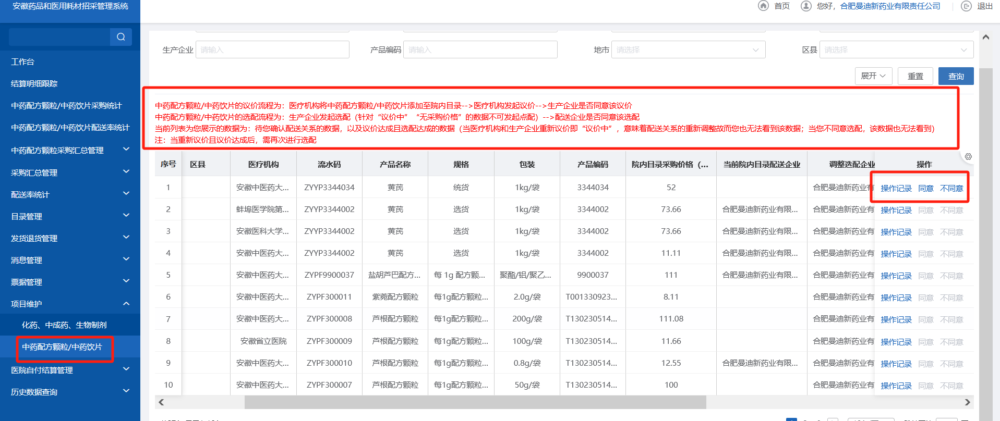 安徽药品和医用耗材招采管理系统
首页 您好，合肥曼迪新药业有限责任公司 退出
工作台
结算明细跟踪
中药配方颗粒/中药饮片采购统计
中药配方颗粒/中药饮片配送率统计
中药配方颗粒采购汇总管理
采购汇总管理
配送率统计
目录管理
发货退货管理
消息管理
票据管理
项目维护
化药、中成药、生物制剂
中药配方颗粒/中药饮片
医院自付结算管理
历史数据查询
生产企业 请输入 产品编码 请输入 地市 请选择 区县 请选择
展开 重置 查询
中药配方颗粒/中药饮片的议价流程为：医疗机构将中药配方颗粒/中药饮片添加至院内目录-->医疗机构发起议价-->生产企业是否同意该议价
中药配方颗粒/中药饮片的选配流程为：生产企业发起选配（针对“议价中”“无采购价格”的数据不可发起点配）-->配送企业是否同意该选配
当前列表为您展示的数据为：待您确认配送关系的数据，以及议价达成且选配达成的数据（当医疗机构和生产企业重新议价即“议价中”，意味着配送关系的重新调整故而您也无法看到该数据；当您不同意选配，该数据也无法看到）
注：当重新议价且议价达成后，需再次进行选配
序号 区县 医疗机构 流水码 产品名称 规格 包装 产品编码 院内目录采购价格（... 当前院内目录配送企业 调整选配企业 操作
1 安徽中医药大... ZYYP3344034 黄芪 统货 1kg/袋 3344034 52 合肥曼迪新药业有 操作记录 同意 不同意
2 蚌埠医学院第... ZYYP3344002 黄芪 选货 1kg/袋 3344002 73.66 合肥曼迪新药业有限... 合肥曼迪新药业有 操作记录 同意 不同意
3 安徽医科大学... ZYYP3344002 黄芪 选货 1kg/袋 3344002 73.66 合肥曼迪新药业有限... 合肥曼迪新药业有 操作记录 同意 不同意
4 安徽中医药大... ZYYP3344002 黄芪 选货 1kg/袋 3344002 11.11 合肥曼迪新药业有限... 合肥曼迪新药业有 操作记录 同意 不同意
5 安徽中医药大... ZYPF9900037 盐胡芦巴配方... 每 1g 配方颗... 聚酯/铝/聚乙... 9900037 111 合肥曼迪新药业有限... 合肥曼迪新药业有 操作记录 同意 不同意
6 安徽中医药大... ZYPF300011 紫菀配方颗粒 每1g配方颗粒... 2.0g/袋 T001330923... 8.11 合肥曼迪新药业有 操作记录 同意 不同意
7 安徽中医药大... ZYPF300008 芦根配方颗粒 每1g配方颗粒... 200g/袋 T130230514... 111.08 合肥曼迪新药业有 操作记录 同意 不同意
8 安徽省立医院 ZYPF300009 芦根配方颗粒 每1g配方颗粒... 100g/袋 T130230514... 11.66 合肥曼迪新药业有 操作记录 同意 不同意
9 安徽中医药大... ZYPF300010 芦根配方颗粒 每1g配方颗粒... 0.8g/袋 T130230514... 12.55 合肥曼迪新药业有限... 合肥曼迪新药业有 操作记录 同意 不同意
10 安徽中医药大... ZYPF300007 芦根配方颗粒 每1g配方颗粒... 50g/袋 T130230514... 100 合肥曼迪新药业有 操作记录 同意 不同意